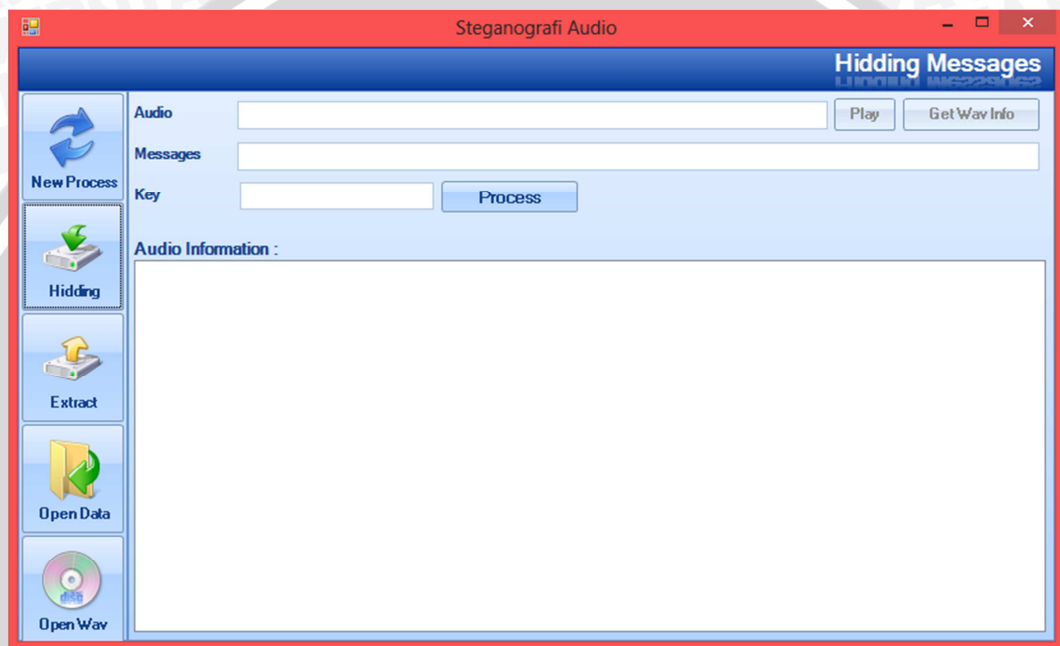 Steganografi Audio
Hidding Messages
Audio
Play
Get Wav Info
Messages
New Process
Key
Process
Audio Information :
Hidding
Extract
Open Data
disc
Open Wav